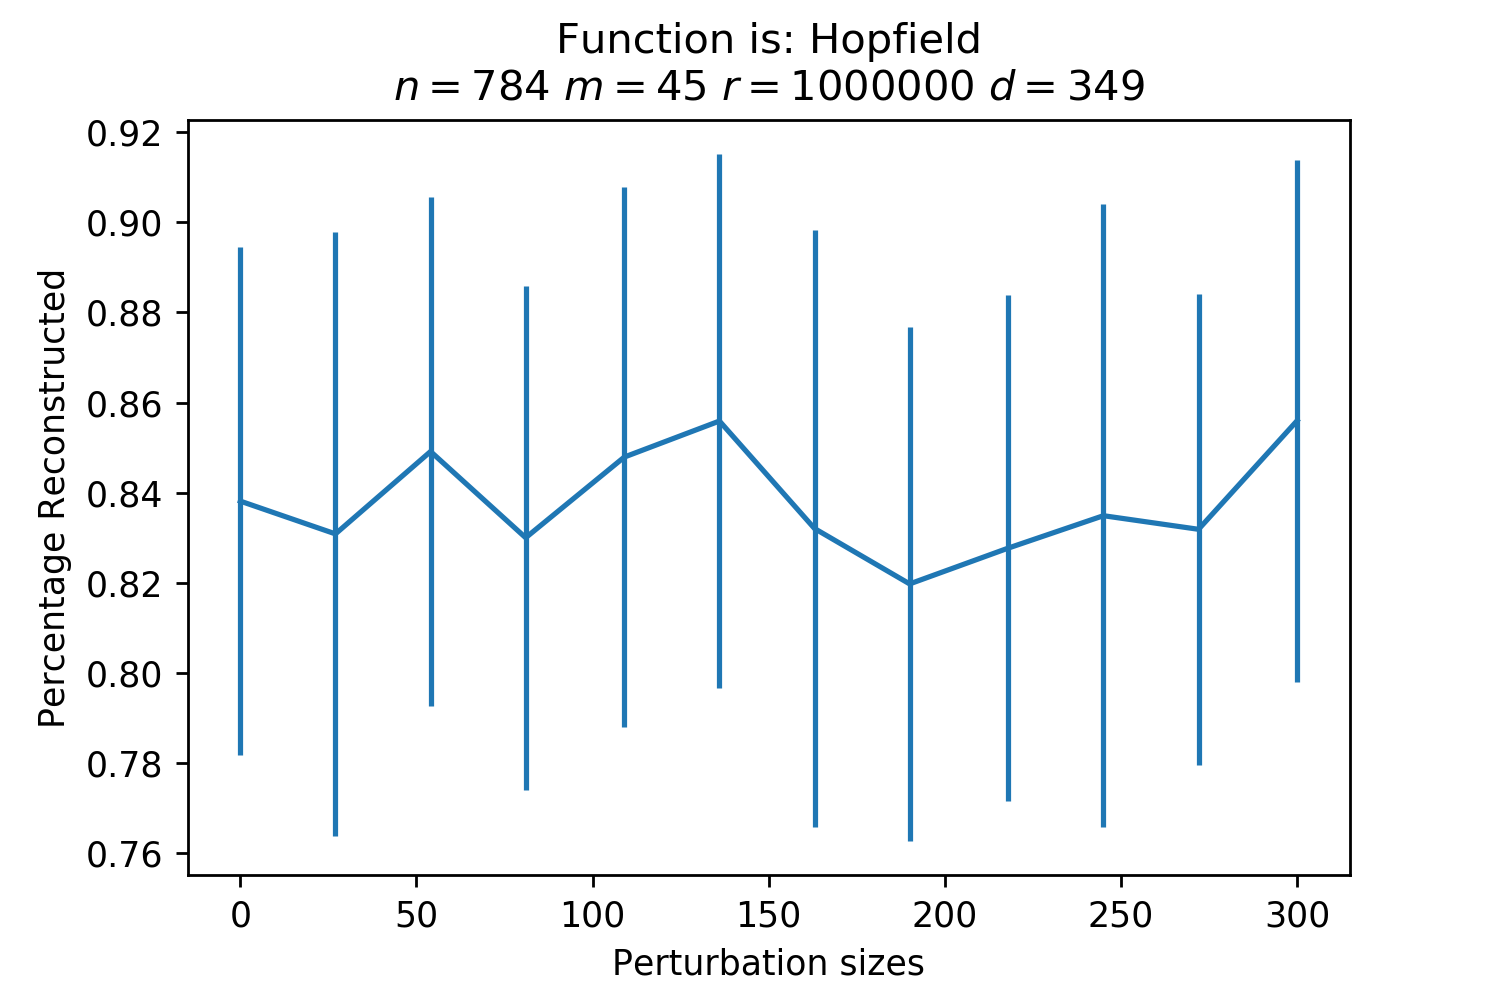 Function is: Hopfield
n = 784 m = 45 r = 1000000 d = 349
0.92
0.90
0.88
0.86
0.84
0.82
0.80
0.78
0.76
Percentage Reconstructed
0 50 100 150 200 250 300
Perturbation sizes